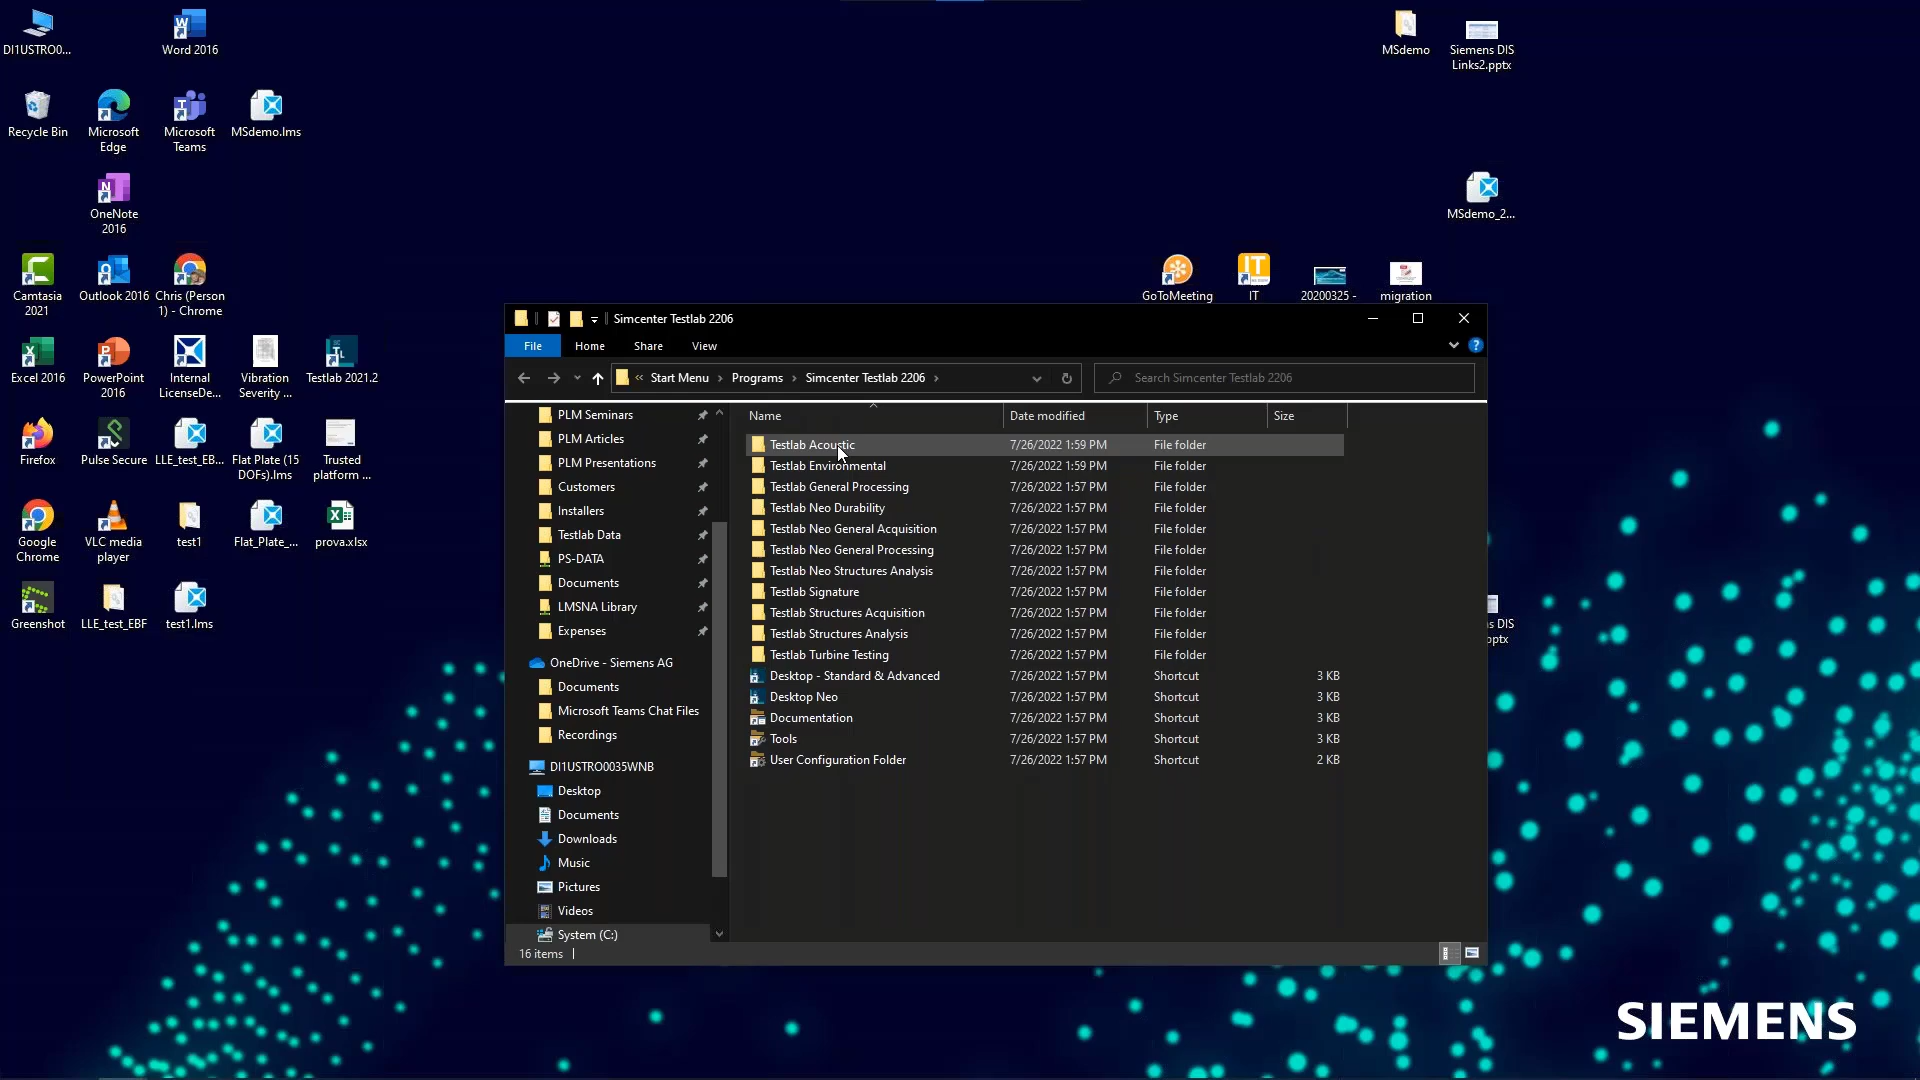 DI1USTRO0...
Word 2016
MSdemo
Siemens DIS
Links2.pptx
Recycle Bin
Microsoft
Edge
Microsoft
Teams
MSdemo.lms
OneNote
2016
MSdemo_2...
Camtasia
2021
Outlook 2016
Chris (Person
1) - Chrome
GoToMeeting
IT
20200325 -
migration
Excel 2016
PowerPoint
2016
Internal
LicenseDe...
Vibration
Severity ...
Testlab 2021.2
Firefox
Pulse Secure
LLE_test_EB...
Flat Plate (15
DOFs).lms
Trusted
platform ...
Google
Chrome
VLC media
player
test1
Flat_Plate_...
prova.xlsx
Greenshot
LLE_test_EBF
test1.lms
Simcenter Testlab 2206
File Home Share View
« Start Menu › Programs › Simcenter Testlab 2206 ›
Search Simcenter Testlab 2206
PLM Seminars
PLM Articles
PLM Presentations
Customers
Installers
Testlab Data
PS-DATA
Documents
LMSNA Library
Expenses
OneDrive - Siemens AG
Documents
Microsoft Teams Chat Files
Recordings
DI1USTRO0035WNB
Desktop
Documents
Downloads
Music
Pictures
Videos
System (C:)
16 items
Name Date modified Type Size
Testlab Acoustic 7/26/2022 1:59 PM File folder
Testlab Environmental 7/26/2022 1:59 PM File folder
Testlab General Processing 7/26/2022 1:57 PM File folder
Testlab Neo Durability 7/26/2022 1:57 PM File folder
Testlab Neo General Acquisition 7/26/2022 1:57 PM File folder
Testlab Neo General Processing 7/26/2022 1:57 PM File folder
Testlab Neo Structures Analysis 7/26/2022 1:57 PM File folder
Testlab Signature 7/26/2022 1:57 PM File folder
Testlab Structures Acquisition 7/26/2022 1:57 PM File folder
Testlab Structures Analysis 7/26/2022 1:57 PM File folder
Testlab Turbine Testing 7/26/2022 1:57 PM File folder
Desktop - Standard & Advanced 7/26/2022 1:57 PM Shortcut 3 KB
Desktop Neo 7/26/2022 1:57 PM Shortcut 3 KB
Documentation 7/26/2022 1:57 PM Shortcut 3 KB
Tools 7/26/2022 1:57 PM Shortcut 3 KB
User Configuration Folder 7/26/2022 1:57 PM Shortcut 2 KB
DIS
SIEMENS